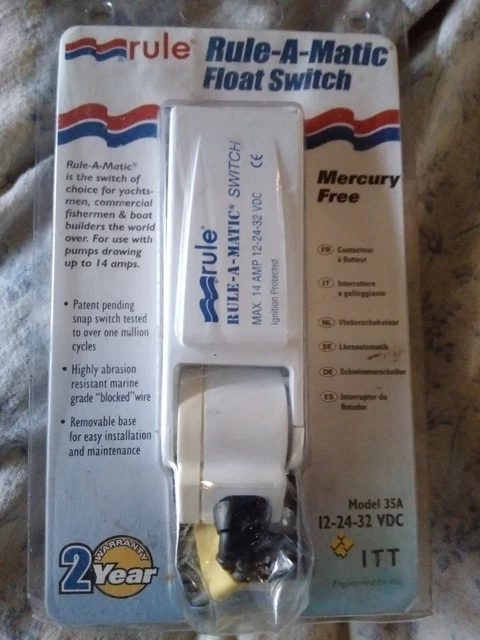 rule® Rule-A-Matic®
Float Switch
Rule-A-Matic®
is the switch of
choice for yachts-
men, commercial
fishermen & boat
builders the world
over. For use with
pumps drawing
up to 14 amps.
• Patent pending
snap switch tested
to over one million
cycles
• Highly abrasion
resistant marine
grade "blocked" wire
• Removable base
for easy installation
and maintenance
2 Year
WARRANTY
rule®
RULE-A-MATIC® SWITCH
MAX. 14 AMP 12-24-32 VDC CE
Ignition Protected
Mercury
Free
FR Contacteur
à flotteur
IT Interruttore
a galleggiante
NL Vlotterschakelaar
SE Länsautomatik
DE Schwimmerschalter
ES Interruptor de
flotador
Model 35A
12-24-32 VDC
ITT
Engineered for life